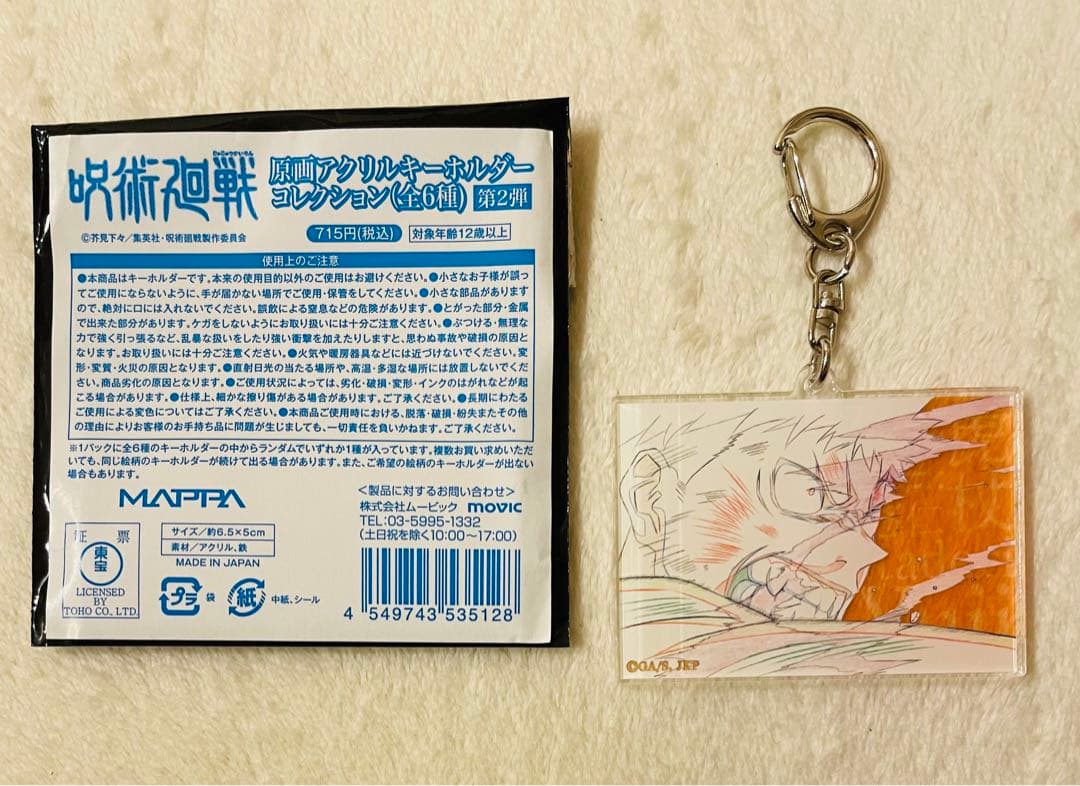 じゅじゅつかいせん
呪術廻戦
原画アクリルキーホルダー
コレクション(全6種) 第2弾
©芥見下々／集英社・呪術廻戦製作委員会
715円(税込) 対象年齢12歳以上
使用上のご注意
●本商品はキーホルダーです。本来の使用目的以外のご使用はお避けください。●小さなお子様が誤っ
てご使用にならないように、手が届かない場所でご使用・保管をしてください。●小さな部品があります
ので、絶対に口には入れないでください。誤飲による窒息などの危険があります。●とがった部分・金属
で出来た部分があります。ケガをしないようにお取り扱いには十分ご注意ください。●ぶつける・無理な
力で強く引っ張るなど、乱暴な扱いをしたり強い衝撃を加えたりしますと、思わぬ事故や破損の原因と
なります。お取り扱いには十分ご注意ください。●火気や暖房器具などには近づけないでください。変
形・変質・火災の原因となります。●直射日光の当たる場所や、高温・多湿な場所には放置しないでくだ
さい。商品劣化の原因となります。●ご使用状況によっては、劣化・破損・変形・インクのはがれなどが起
こる場合があります。●仕様上、細かな擦り傷がある場合があります。ご了承ください。●長期にわたる
ご使用による変色についてはご了承ください。●本商品ご使用時における、脱落・破損・紛失またその他
の理由によりお客様のお手持ち品に問題が生じましても、一切責任を負いかねます。ご了承ください。
※1パックに全6種のキーホルダーの中からランダムでいずれか1種が入っています。複数お買い求めいただ
いても、同じ絵柄のキーホルダーが続けて出る場合があります。また、ご希望の絵柄のキーホルダーが出ない
場合もあります。
MAPPA
＜製品に対するお問い合わせ＞
株式会社ムービック movic
TEL:03-5995-1332
(土日祝を除く10:00～17:00)
証 票
東宝
LICENSED
BY
TOHO CO., LTD.
サイズ／約6.5×5cm
素材／アクリル、鉄
MADE IN JAPAN
プラ 袋 紙 中紙、シール
4 549743 535128
©GA/S, JKP